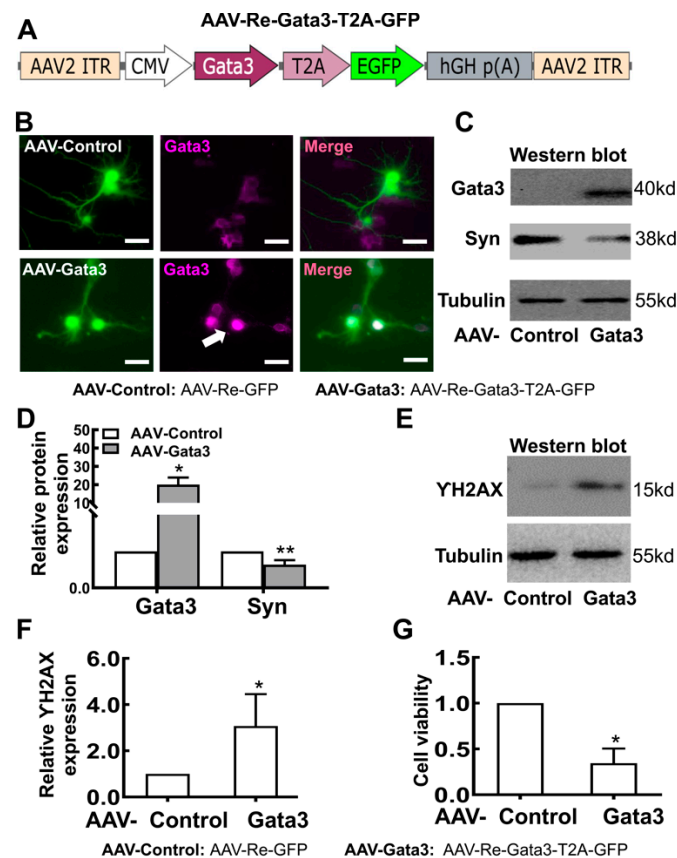 AAV-Re-Gata3-T2A-GFP
A
AAV2 ITR CMV Gata3 T2A EGFP hGH p(A) AAV2 ITR
B
AAV-Control Gata3 Merge
AAV-Gata3 Gata3 Merge
C
Western blot
Gata3 40kd
Syn 38kd
Tubulin 55kd
AAV- Control Gata3
AAV-Control: AAV-Re-GFP AAV-Gata3: AAV-Re-Gata3-T2A-GFP
D
Relative protein
expression
AAV-Control
AAV-Gata3
50
40
30
20
10
0.0
*
**
Gata3 Syn
E
Western blot
ΎH2AX 15kd
Tubulin 55kd
AAV- Control Gata3
F
Relative ΎH2AX
expression
6.0
4.0
2.0
0.0
*
AAV- Control Gata3
G
Cell viability
1.5
1.0
0.5
0.0
*
AAV- Control Gata3
AAV-Control: AAV-Re-GFP AAV-Gata3: AAV-Re-Gata3-T2A-GFP